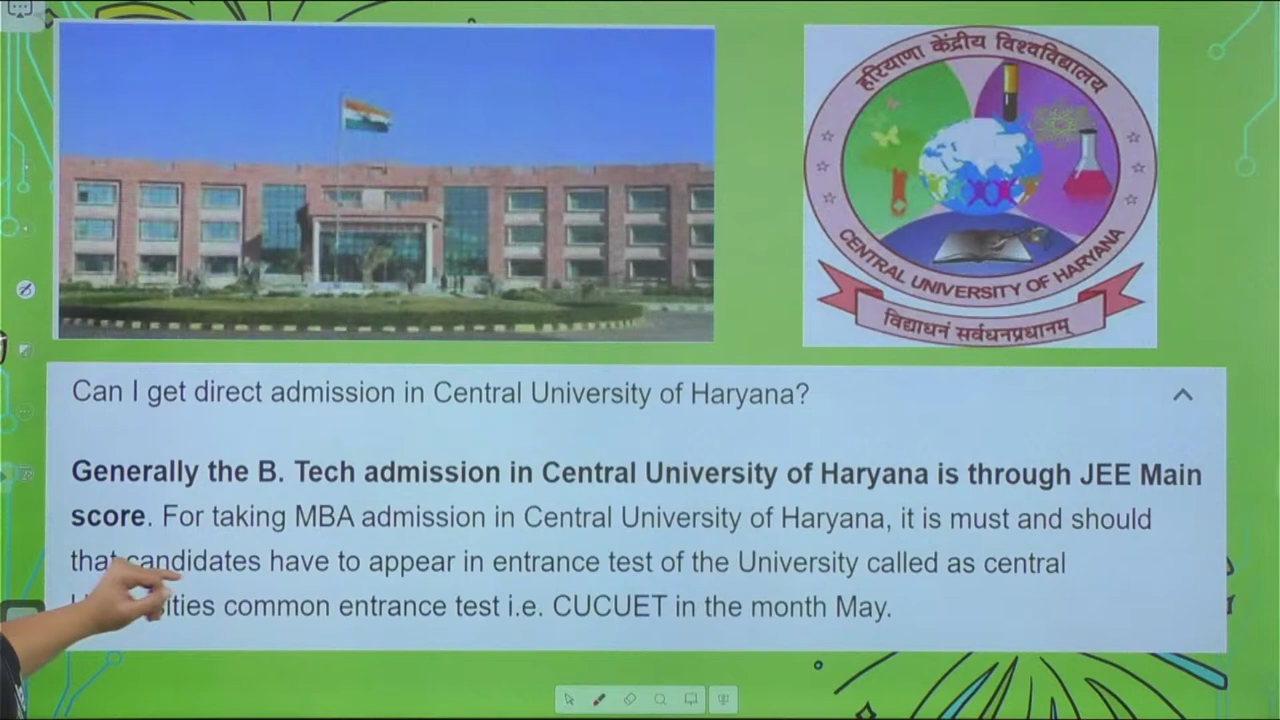 हरियाणा केंद्रीय विश्वविद्यालय
CENTRAL UNIVERSITY OF HARYANA
विद्याधनं सर्वधनप्रधानम्
Can I get direct admission in Central University of Haryana?
Generally the B. Tech admission in Central University of Haryana is through JEE Main
score. For taking MBA admission in Central University of Haryana, it is must and should
that candidates have to appear in entrance test of the University called as central
common entrance test i.e. CUCUET in the month May.